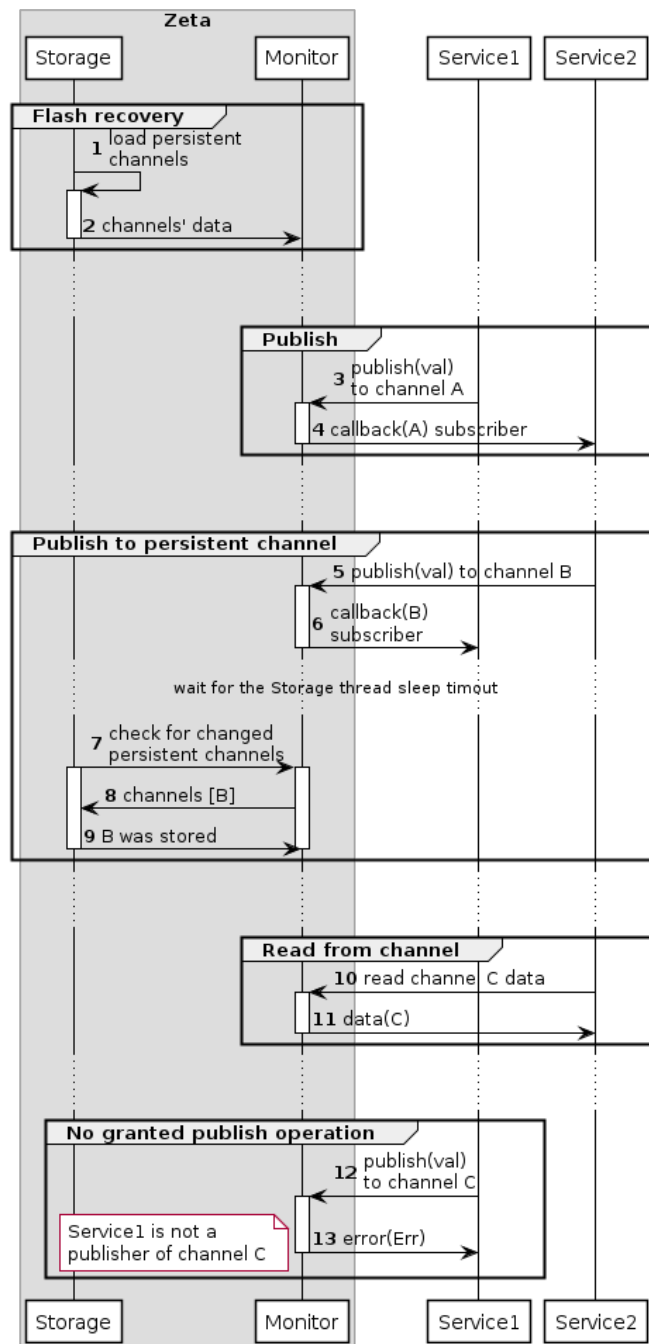 Zeta
Storage Monitor Service1 Service2
Flash recovery
1 load persistent
channels
2 channels' data
Publish
3 publish(val)
to channel A
4 callback(A) subscriber
Publish to persistent channel
5 publish(val) to channel B
6 callback(B)
subscriber
wait for the Storage thread sleep timout
7 check for changed
persistent channels
8 channels [B]
9 B was stored
Read from channel
10 read channel C data
11 data(C)
No granted publish operation
12 publish(val)
to channel C
Service1 is not a
publisher of channel C
13 error(Err)
Storage Monitor Service1 Service2